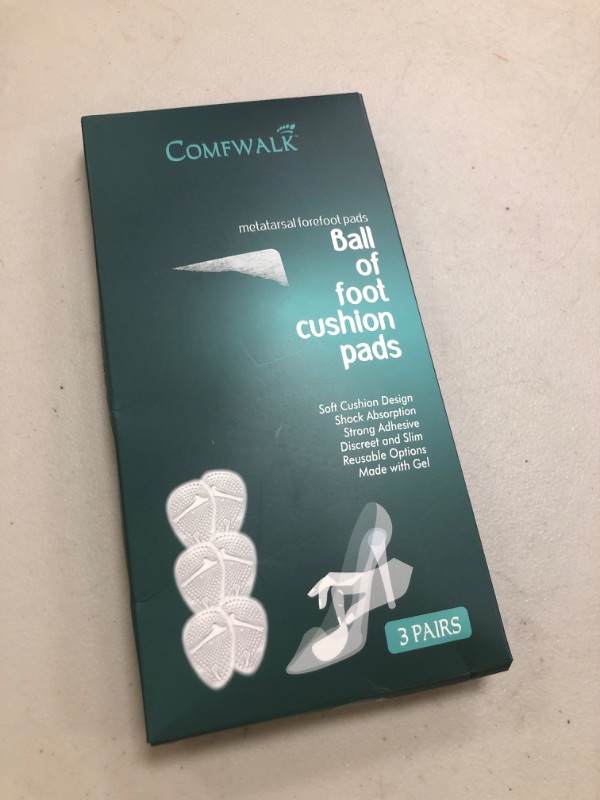 COMFWALK
metatarsal forefoot pads
Ball
of
foot
cushion
pads
Soft Cushion Design
Shock Absorption
Strong Adhesive
Discreet and Slim
Reusable Options
Made with Gel
3 PAIRS